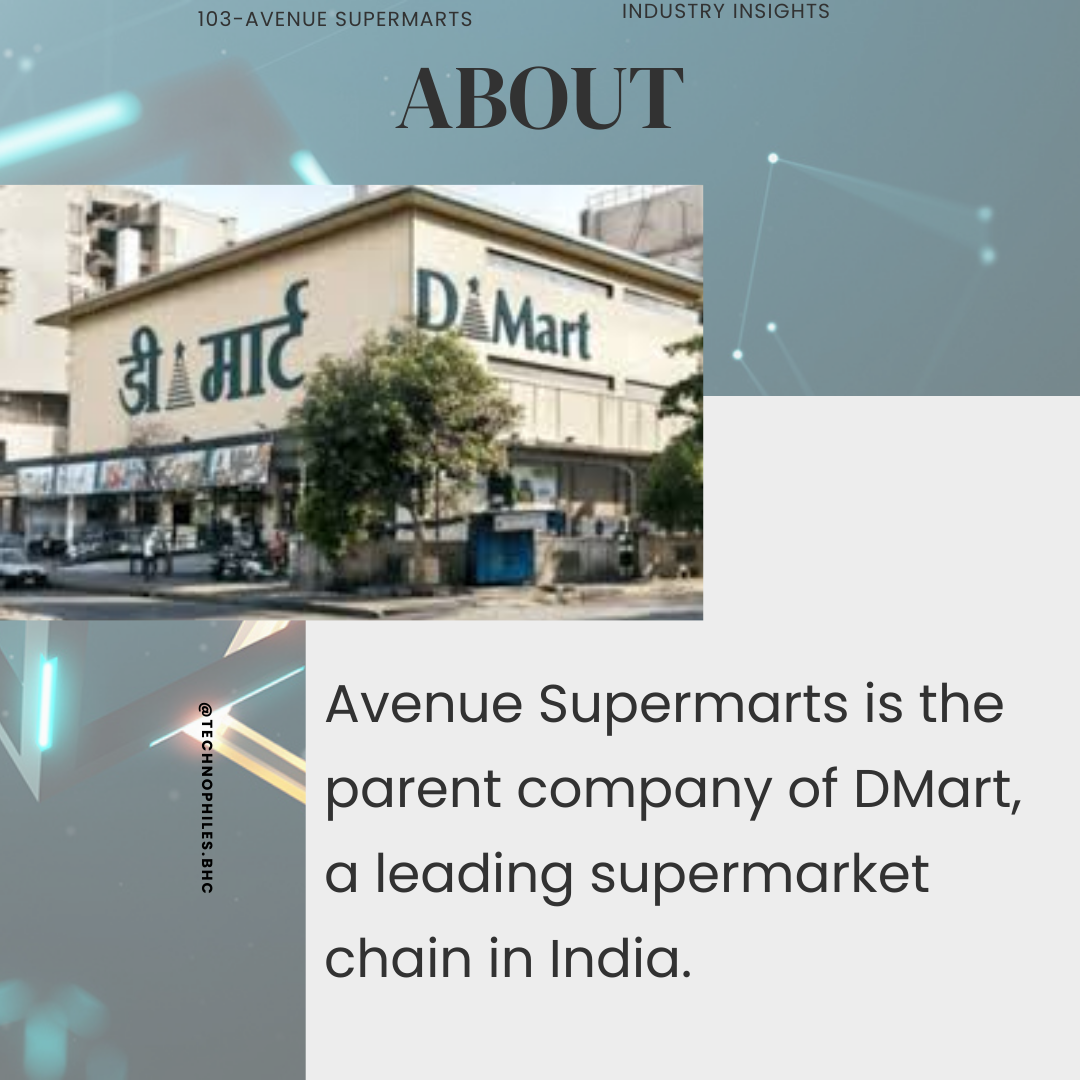 103-AVENUE SUPERMARTS
INDUSTRY INSIGHTS
ABOUT
डी मार्ट
D Mart
@TECHNOPHILES.BHC
Avenue Supermarts is the
parent company of DMart,
a leading supermarket
chain in India.